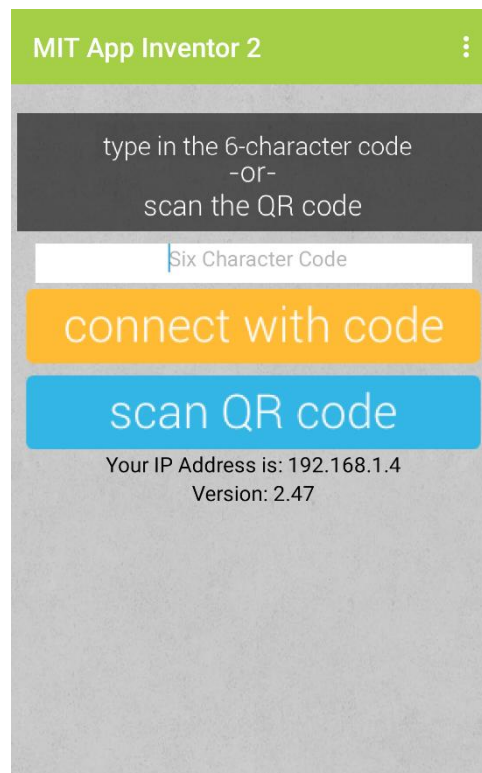 MIT App Inventor 2
type in the 6-character code
-or-
scan the QR code
Six Character Code
connect with code
scan QR code
Your IP Address is: 192.168.1.4
Version: 2.47